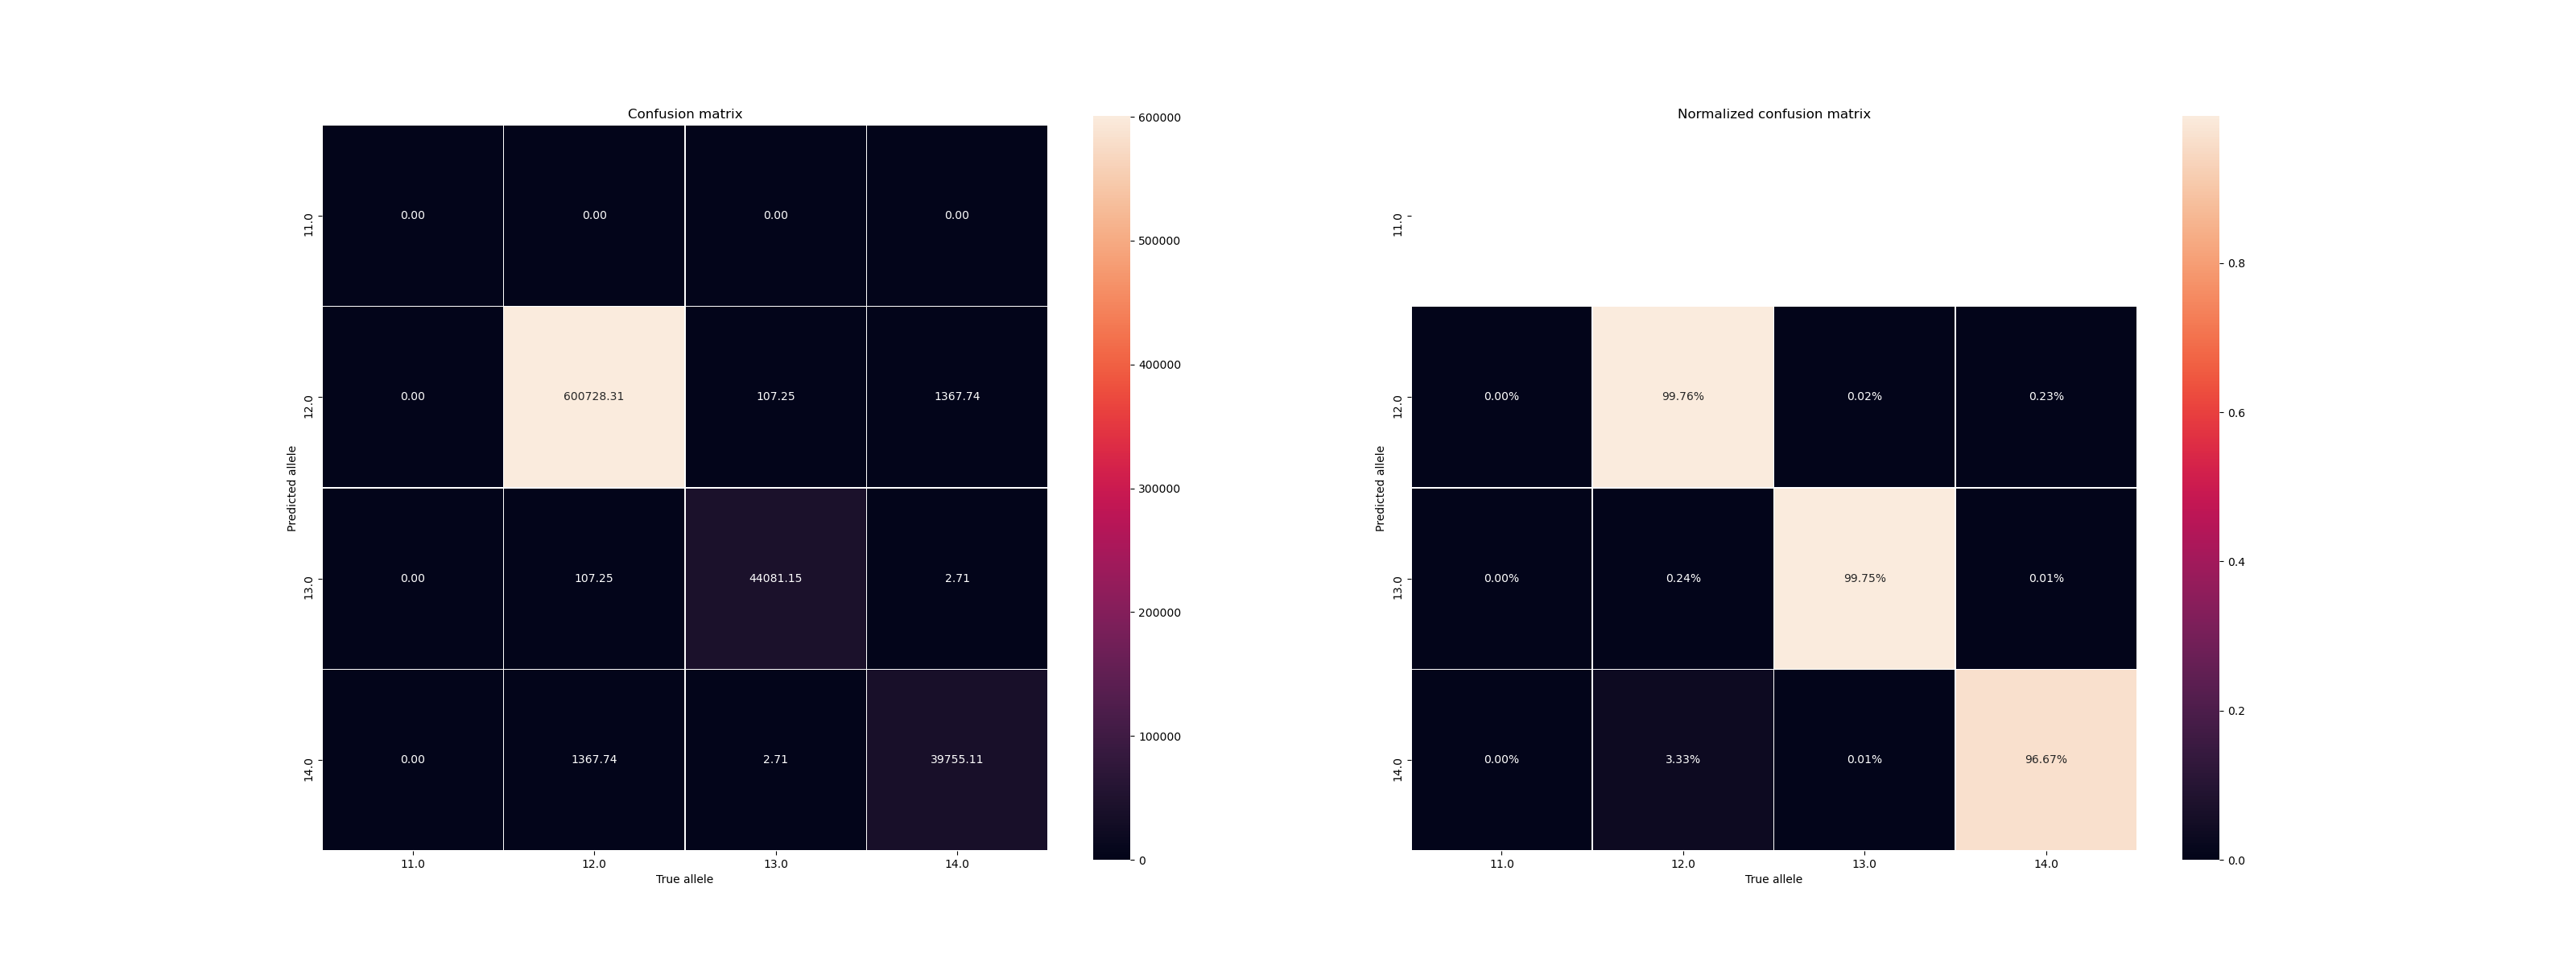 Confusion matrix
11.0 0.00 0.00 0.00 0.00
12.0 0.00 600728.31 107.25 1367.74
13.0 0.00 107.25 44081.15 2.71
14.0 0.00 1367.74 2.71 39755.11
Predicted allele
11.0 12.0 13.0 14.0
True allele
600000
500000
400000
300000
200000
100000
0
Normalized confusion matrix
11.0
12.0 0.00% 99.76% 0.02% 0.23%
13.0 0.00% 0.24% 99.75% 0.01%
14.0 0.00% 3.33% 0.01% 96.67%
Predicted allele
11.0 12.0 13.0 14.0
True allele
0.8
0.6
0.4
0.2
0.0